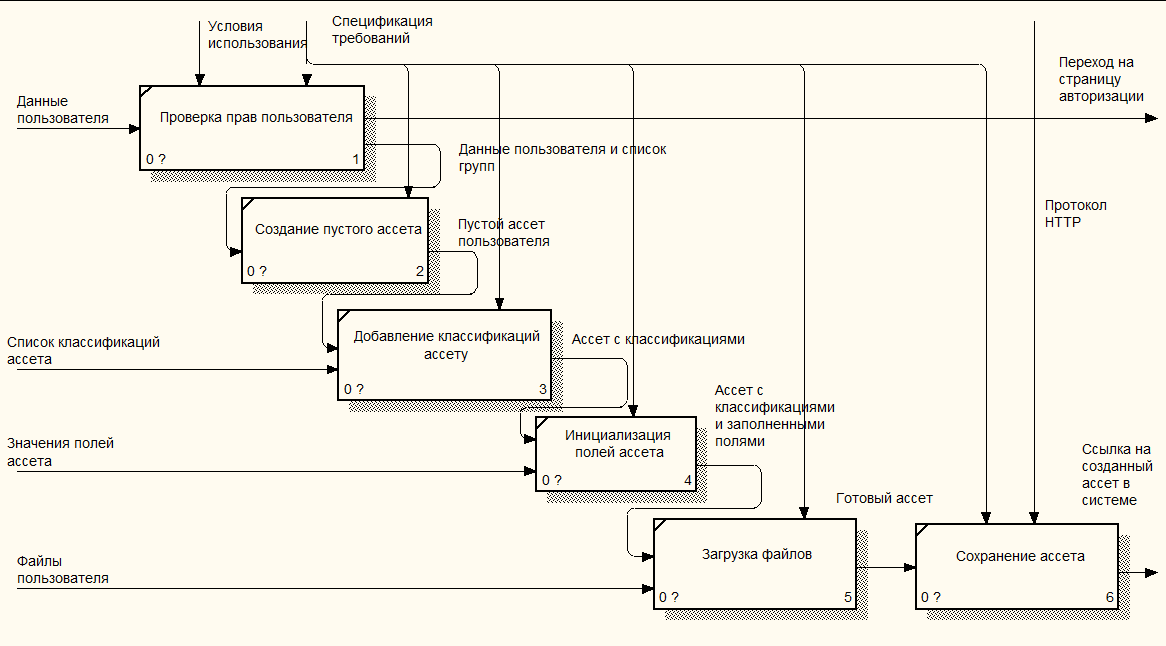 Условия
использования
Спецификация
требований
Переход на
страницу
авторизации
Данные
пользователя
Проверка прав пользователя
0 ?
1
Данные пользователя и список
групп
Протокол
HTTP
Создание пустого ассета
0 ?
2
Пустой ассет
пользователя
Список классификаций
ассета
Добавление классификаций
ассету
0 ?
3
Ассет с классификациями
Ассет с
классификациями
и заполненными
полями
Значения полей
ассета
Инициализация
полей ассета
0 ?
4
Ссылка на
созданный
ассет в
системе
Готовый ассет
Файлы
пользователя
Загрузка файлов
0 ?
5
Сохранение ассета
0 ?
6